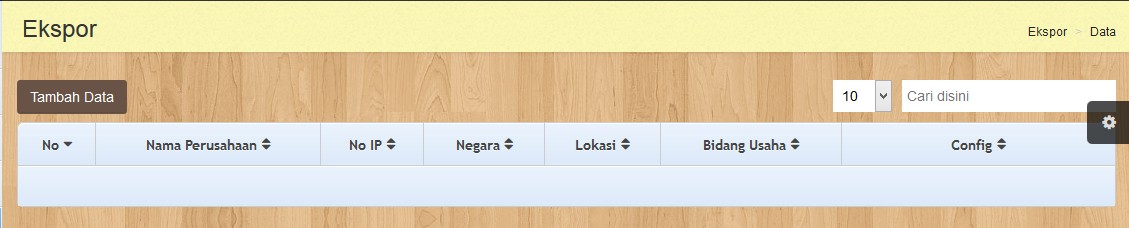 Ekspor
Ekspor > Data
Tambah Data
10
Cari disini
No Nama Perusahaan No IP Negara Lokasi Bidang Usaha Config